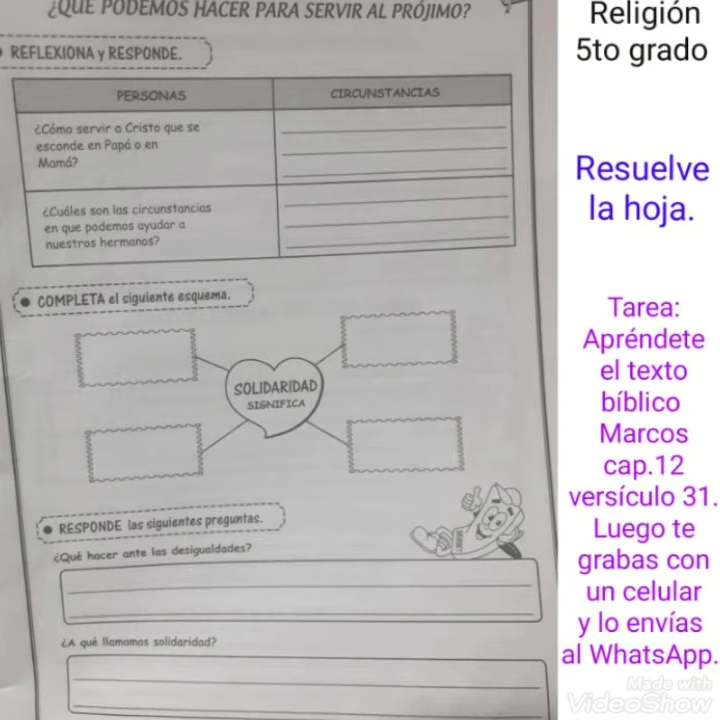 ¿QUÉ PODEMOS HACER PARA SERVIR AL PRÓJIMO?
REFLEXIONA y RESPONDE.
PERSONAS
CIRCUNSTANCIAS
¿Cómo servir a Cristo que se
esconde en Papá o en
Mamá?
¿Cuáles son las circunstancias
en que podemos ayudar a
nuestros hermanos?
COMPLETA el siguiente esquema.
SOLIDARIDAD
SIGNIFICA
RESPONDE las siguientes preguntas.
¿Qué hacer ante las desigualdades?
¿A qué llamamos solidaridad?
Religión
5to grado
Resuelve
la hoja.
Tarea:
Apréndete
el texto
bíblico
Marcos
cap.12
versículo 31.
Luego te
grabas con
un celular
y lo envías
al WhatsApp.
Made with
VideoShow